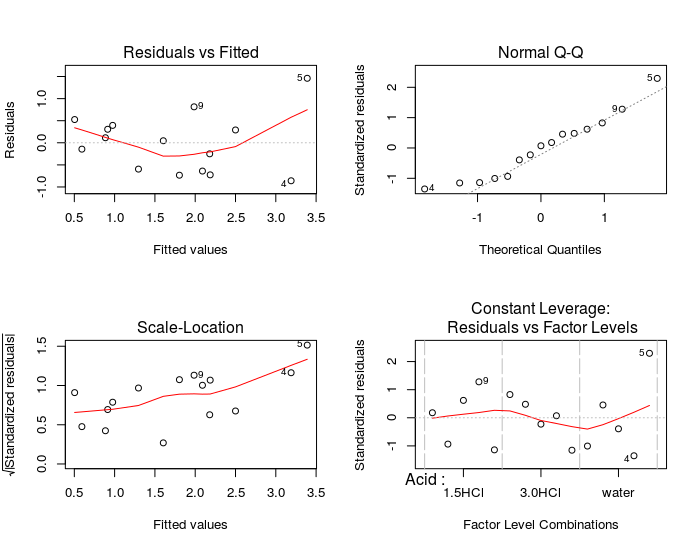 Residuals vs Fitted
Residuals
1.0
0.0
-1.0
5
9
4
0.5 1.0 1.5 2.0 2.5 3.0 3.5
Fitted values
Normal Q-Q
Standardized residuals
2
1
0
-1
5
9
4
-1 0 1
Theoretical Quantiles
Scale-Location
√|Standardized residuals|
1.5
1.0
0.5
0.0
5
9
4
0.5 1.0 1.5 2.0 2.5 3.0 3.5
Fitted values
Constant Leverage:
Residuals vs Factor Levels
Standardized residuals
2
1
0
-1
5
9
4
Acid :
1.5HCl 3.0HCl water
Factor Level Combinations